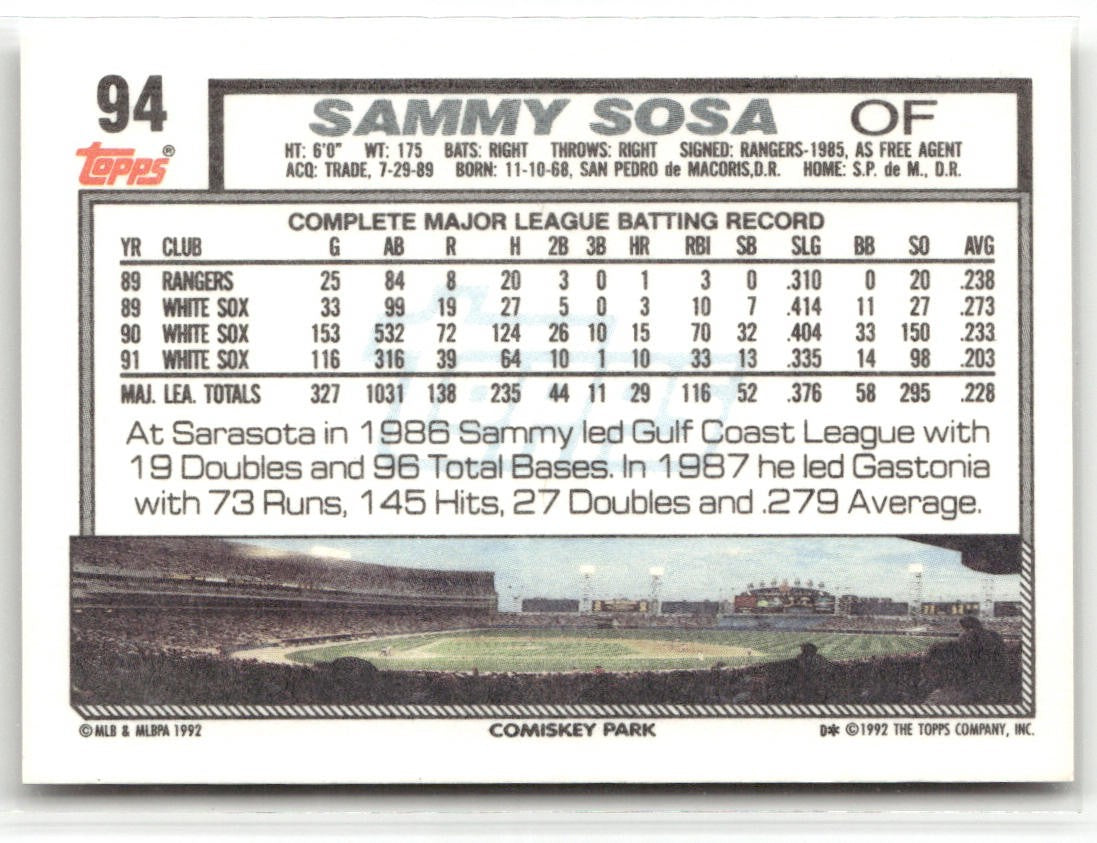 94
topps®
SAMMY SOSA OF
HT: 6'0" WT: 175 BATS: RIGHT THROWS: RIGHT SIGNED: RANGERS-1985, AS FREE AGENT
ACQ: TRADE, 7-29-89 BORN: 11-10-68, SAN PEDRO de MACORIS,D.R. HOME: S.P. de M., D.R.
COMPLETE MAJOR LEAGUE BATTING RECORD
YR CLUB G AB R H 2B 3B HR RBI SB SLG BB SO AVG
89 RANGERS 25 84 8 20 3 0 1 3 0 .310 0 20 .238
89 WHITE SOX 33 99 19 27 5 0 3 10 7 .414 11 27 .273
90 WHITE SOX 153 532 72 124 26 10 15 70 32 .404 33 150 .233
91 WHITE SOX 116 316 39 64 10 1 10 33 13 .335 14 98 .203
MAJ. LEA. TOTALS 327 1031 138 235 44 11 29 116 52 .376 58 295 .228
At Sarasota in 1986 Sammy led Gulf Coast League with
19 Doubles and 96 Total Bases. In 1987 he led Gastonia
with 73 Runs, 145 Hits, 27 Doubles and .279 Average.
©MLB & MLBPA 1992 COMISKEY PARK D* ©1992 THE TOPPS COMPANY, INC.